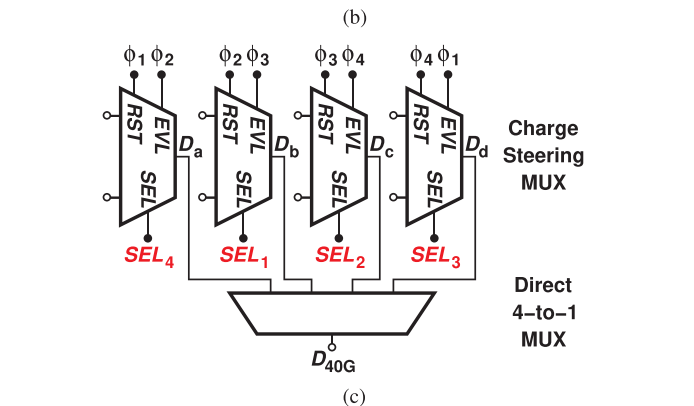 (b)
ϕ1 ϕ2 ϕ2 ϕ3 ϕ3 ϕ4 ϕ4 ϕ1
RST EVL RST EVL RST EVL RST EVL
Da Db Dc Dd
SEL SEL SEL SEL
Charge
Steering
MUX
SEL4 SEL1 SEL2 SEL3
Direct
4−to−1
MUX
D40G
(c)